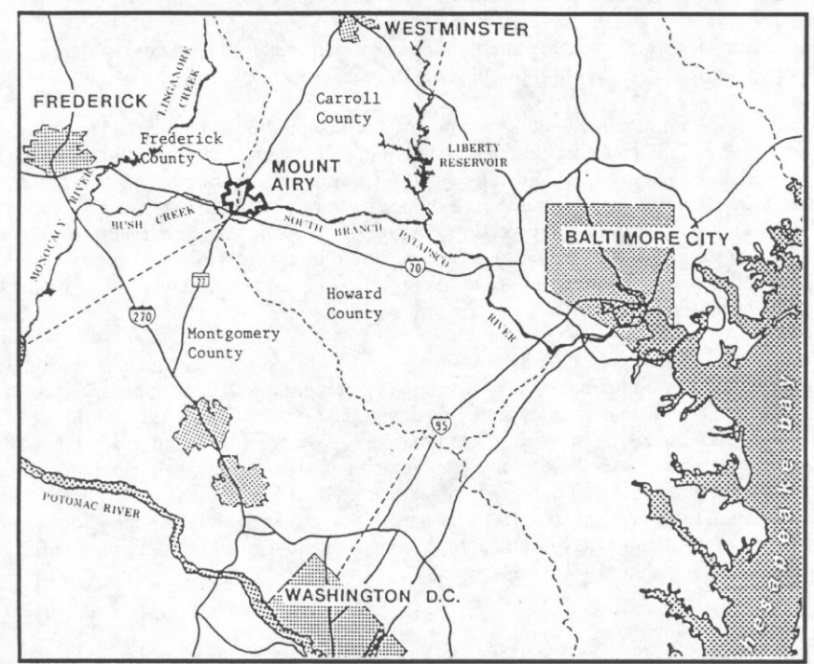 WESTMINSTER
FREDERICK
LINGANORE
CREEK
Carroll
County
Frederick
County
LIBERTY
RESERVOIR
MOUNT
AIRY
MONOCACY RIVER
BUSH CREEK
SOUTH BRANCH PATAPSCO
RIVER
BALTIMORE CITY
70
27
Howard
County
270
Montgomery
County
95
POTOMAC RIVER
WASHINGTON D.C.
hesapeake Bay